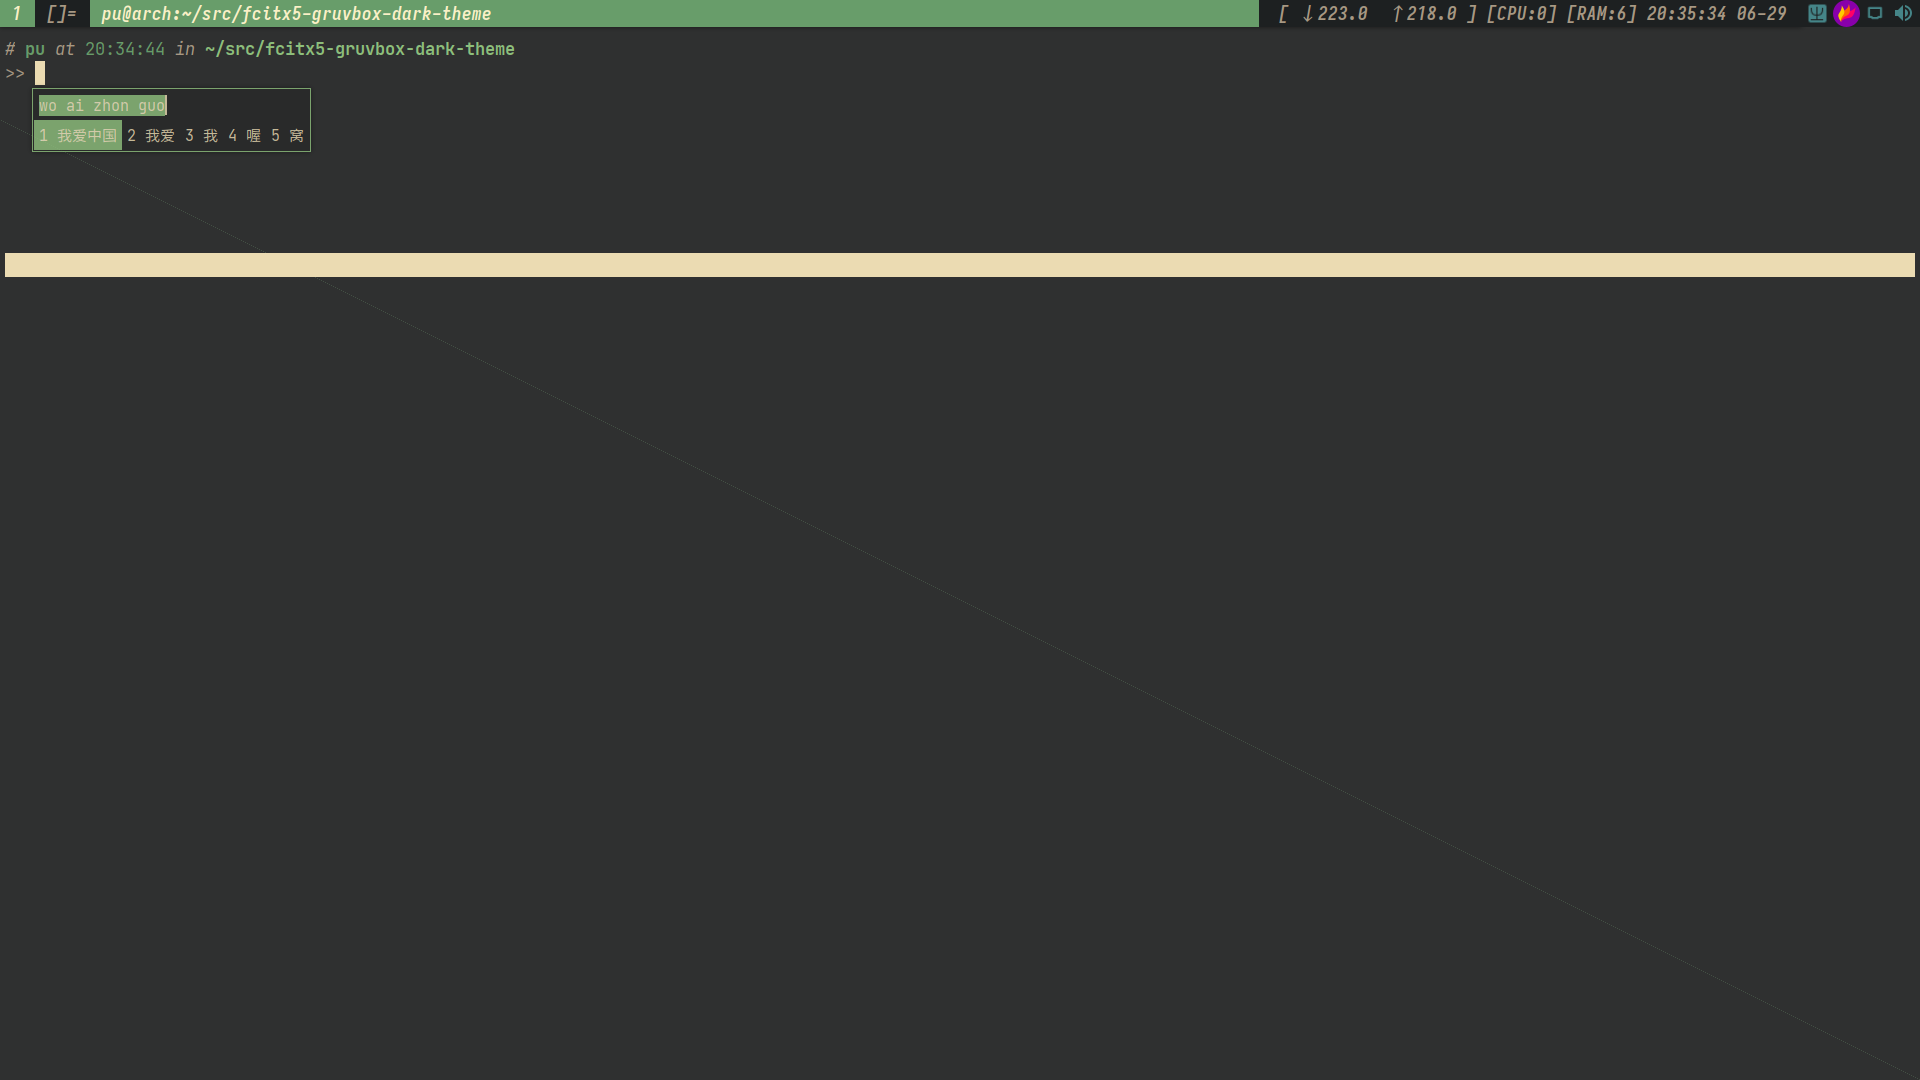 1 []= pu@arch:~/src/fcitx5-gruvbox-dark-theme [ ↓223.0 ↑218.0 ] [CPU:0] [RAM:6] 20:35:34 06-29
# pu at 20:34:44 in ~/src/fcitx5-gruvbox-dark-theme
>>
wo ai zhon guo
1 我爱中国 2 我爱 3 我 4 喔 5 窝